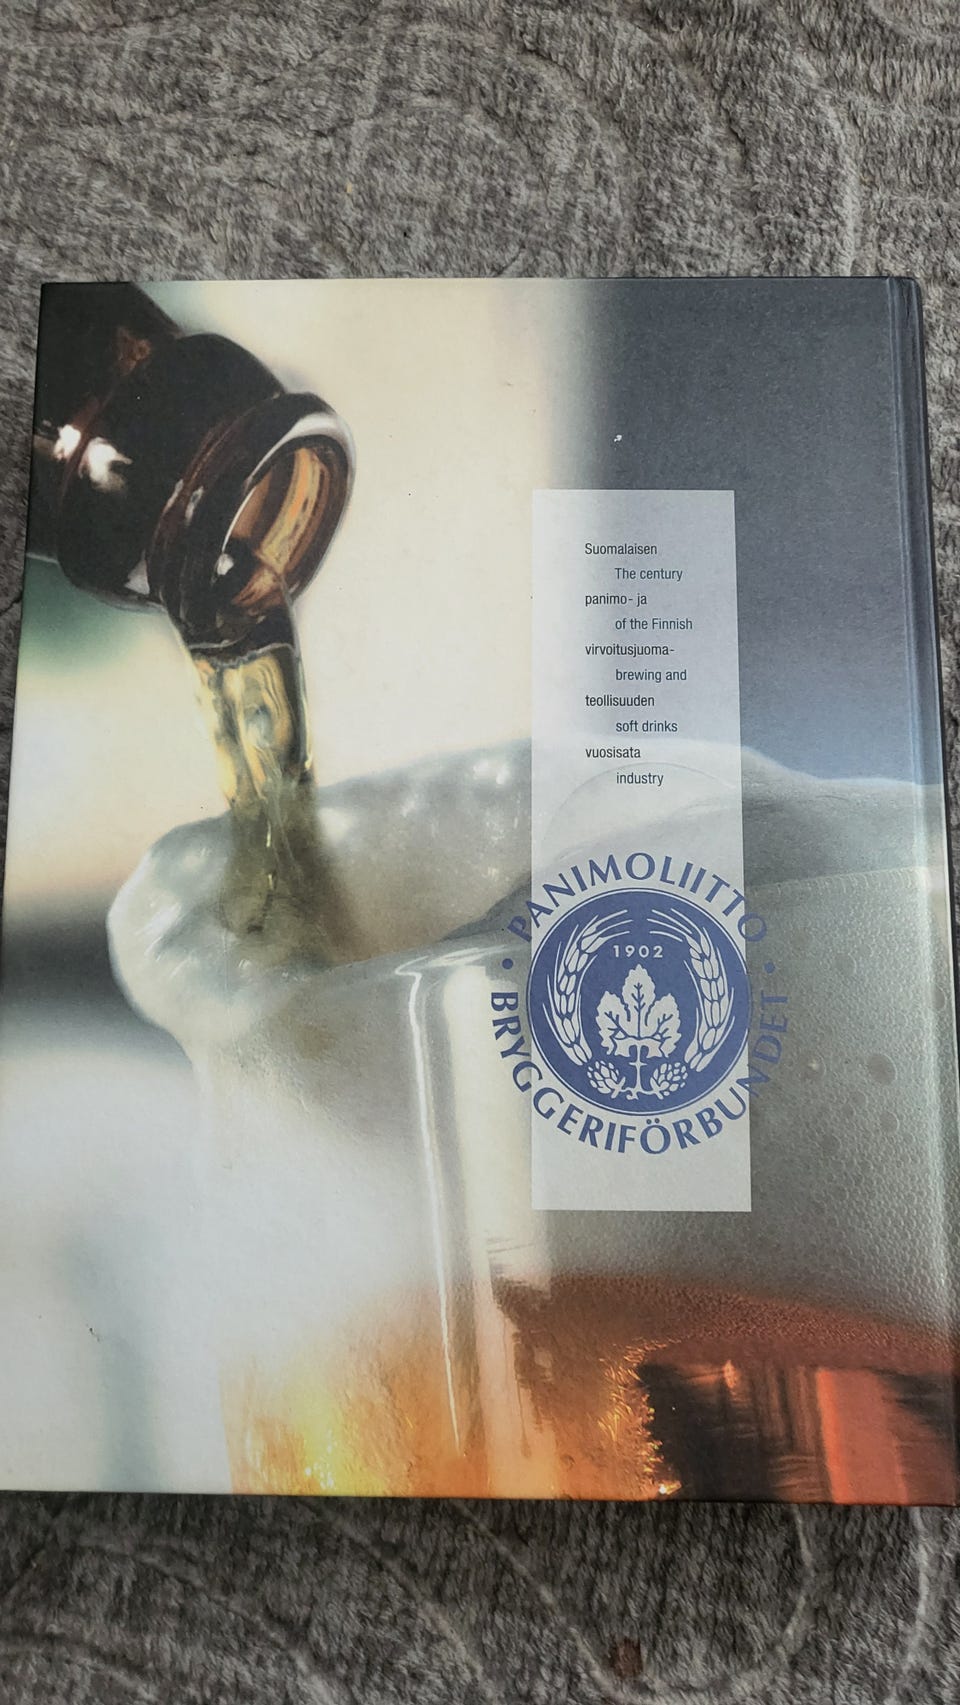 Suomalaisen
The century
panimo- ja
of the Finnish
virvoitusjuoma-
brewing and
teollisuuden
soft drinks
vuosisata
industry
PANIMOLIITTO
1902
BRYGGERIFÖRBUNDET